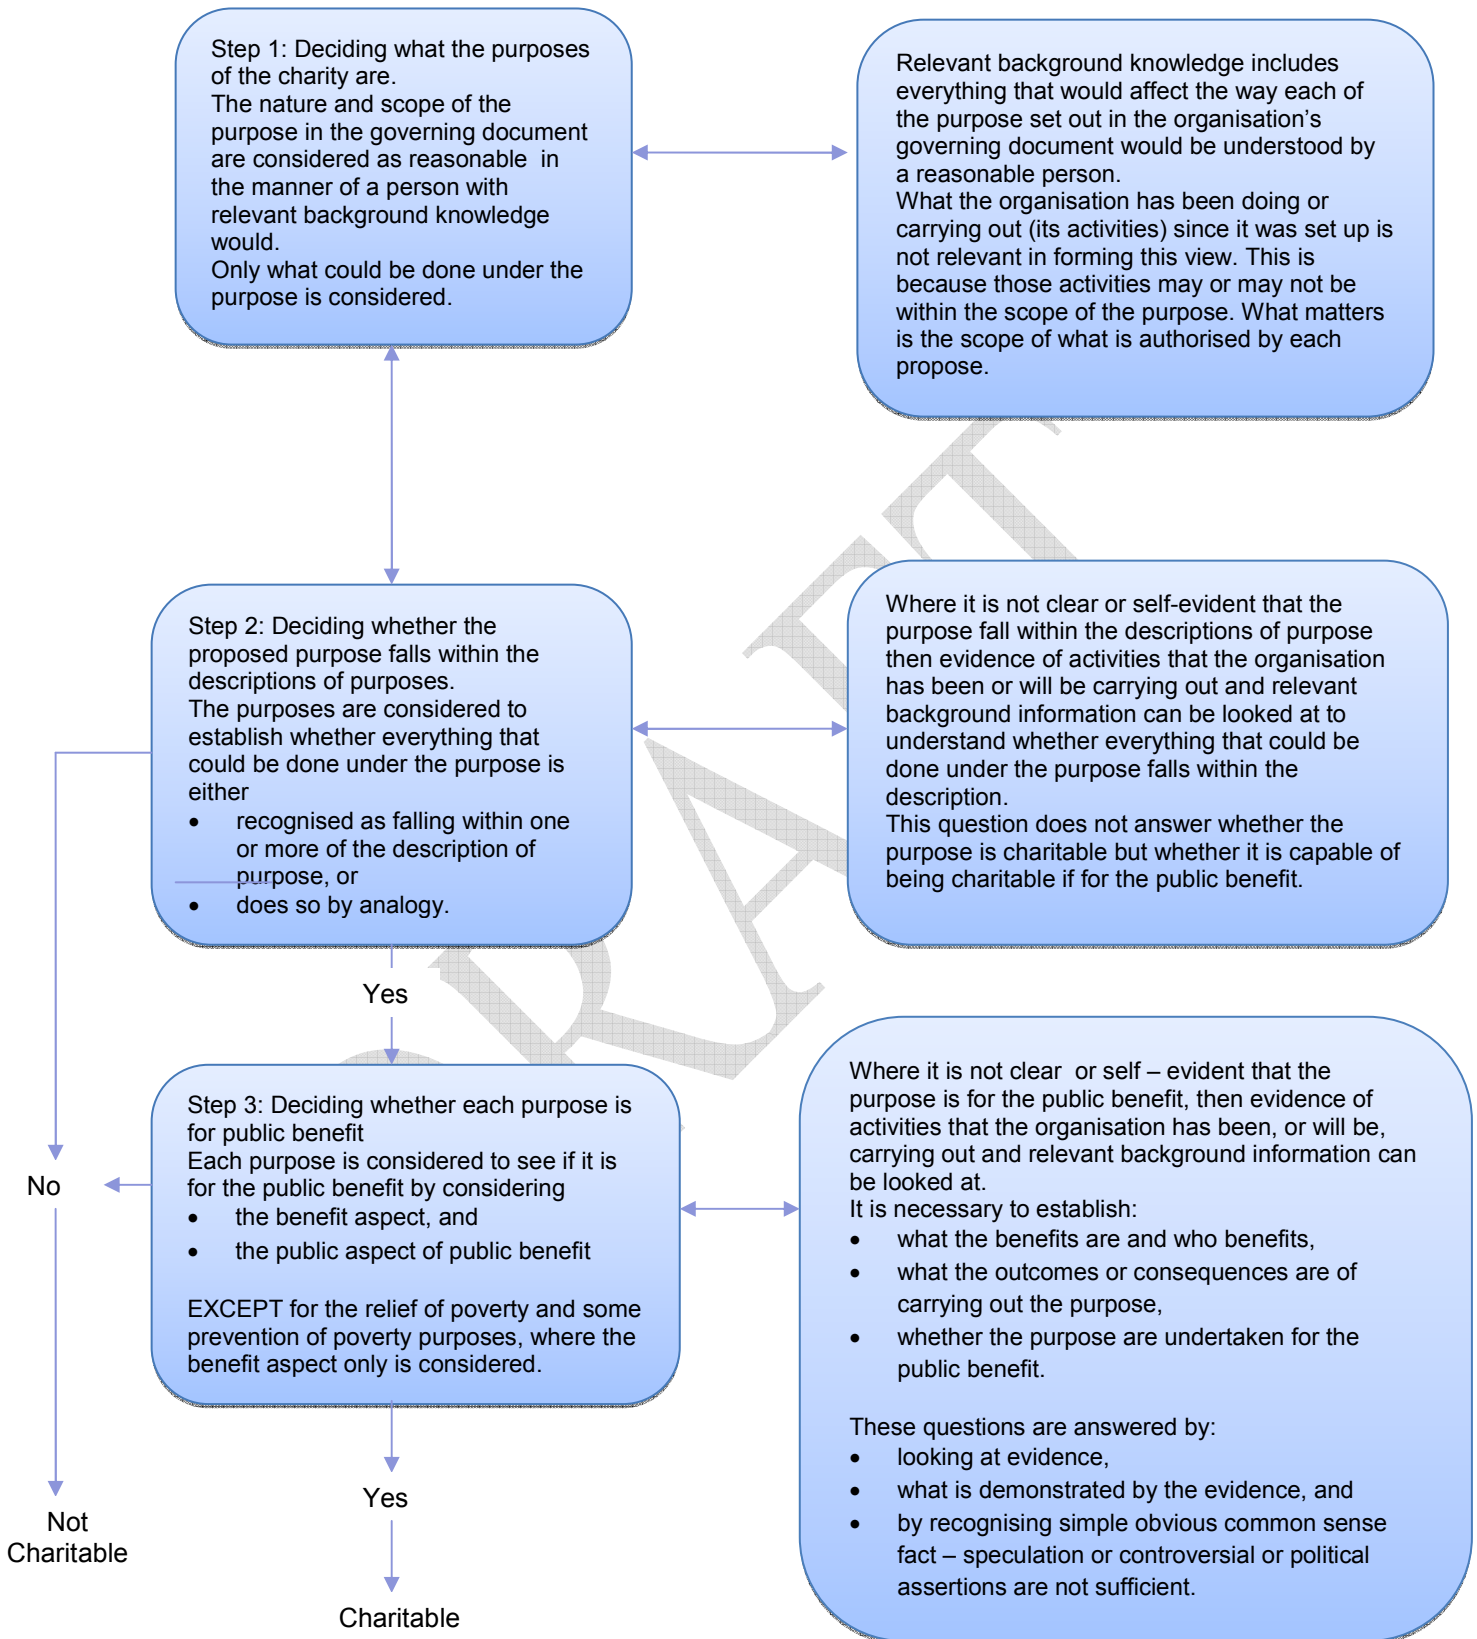 Step 1: Deciding what the purposes
of the charity are.
The nature and scope of the
purpose in the governing document
are considered as reasonable in
the manner of a person with
relevant background knowledge
would.
Only what could be done under the
purpose is considered.
Relevant background knowledge includes
everything that would affect the way each of
the purpose set out in the organisation's
governing document would be understood by
a reasonable person.
What the organisation has been doing or
carrying out (its activities) since it was set up is
not relevant in forming this view. This is
because those activities may or may not be
within the scope of the purpose. What matters
is the scope of what is authorised by each
propose.
Step 2: Deciding whether the
proposed purpose falls within the
descriptions of purposes.
The purposes are considered to
establish whether everything that
could be done under the purpose is
either
• recognised as falling within one
or more of the description of
purpose, or
• does so by analogy.
Where it is not clear or self-evident that the
purpose fall within the descriptions of purpose
then evidence of activities that the organisation
has been or will be carrying out and relevant
background information can be looked at to
understand whether everything that could be
done under the purpose falls within the
description.
This question does not answer whether the
purpose is charitable but whether it is capable of
being charitable if for the public benefit.
Yes
Step 3: Deciding whether each purpose is
for public benefit
Each purpose is considered to see if it is
for the public benefit by considering
• the benefit aspect, and
• the public aspect of public benefit
EXCEPT for the relief of poverty and some
prevention of poverty purposes, where the
benefit aspect only is considered.
Where it is not clear or self – evident that the
purpose is for the public benefit, then evidence of
activities that the organisation has been, or will be,
carrying out and relevant background information can
be looked at.
It is necessary to establish:
• what the benefits are and who benefits,
• what the outcomes or consequences are of
carrying out the purpose,
• whether the purpose are undertaken for the
public benefit.
These questions are answered by:
• looking at evidence,
• what is demonstrated by the evidence, and
• by recognising simple obvious common sense
fact – speculation or controversial or political
assertions are not sufficient.
No
Not
Charitable
Yes
Charitable
DRAFT